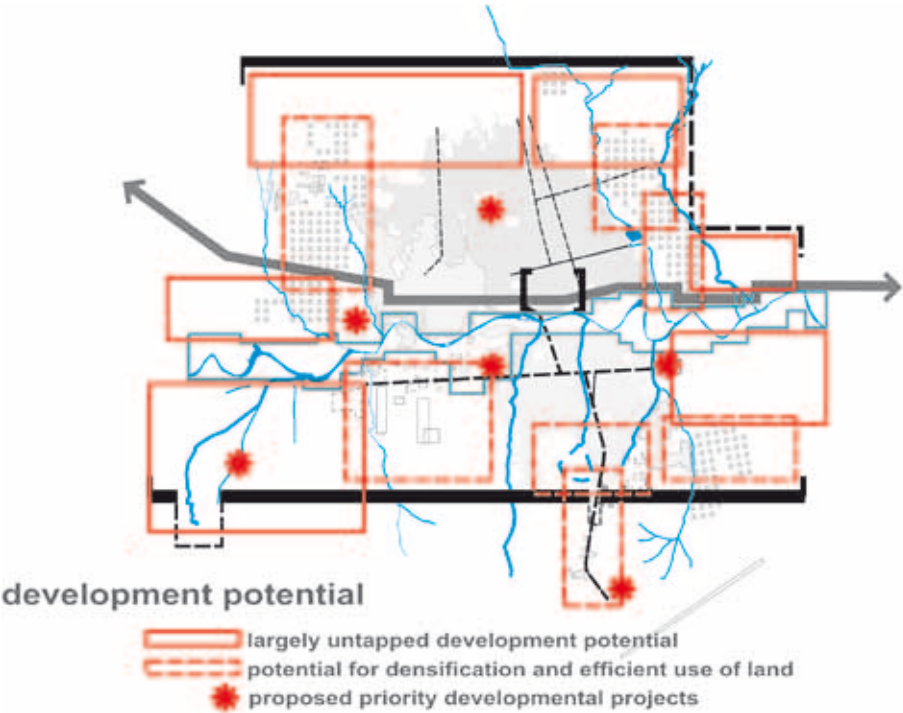 development potential
largely untapped development potential
potential for densification and efficient use of land
proposed priority developmental projects